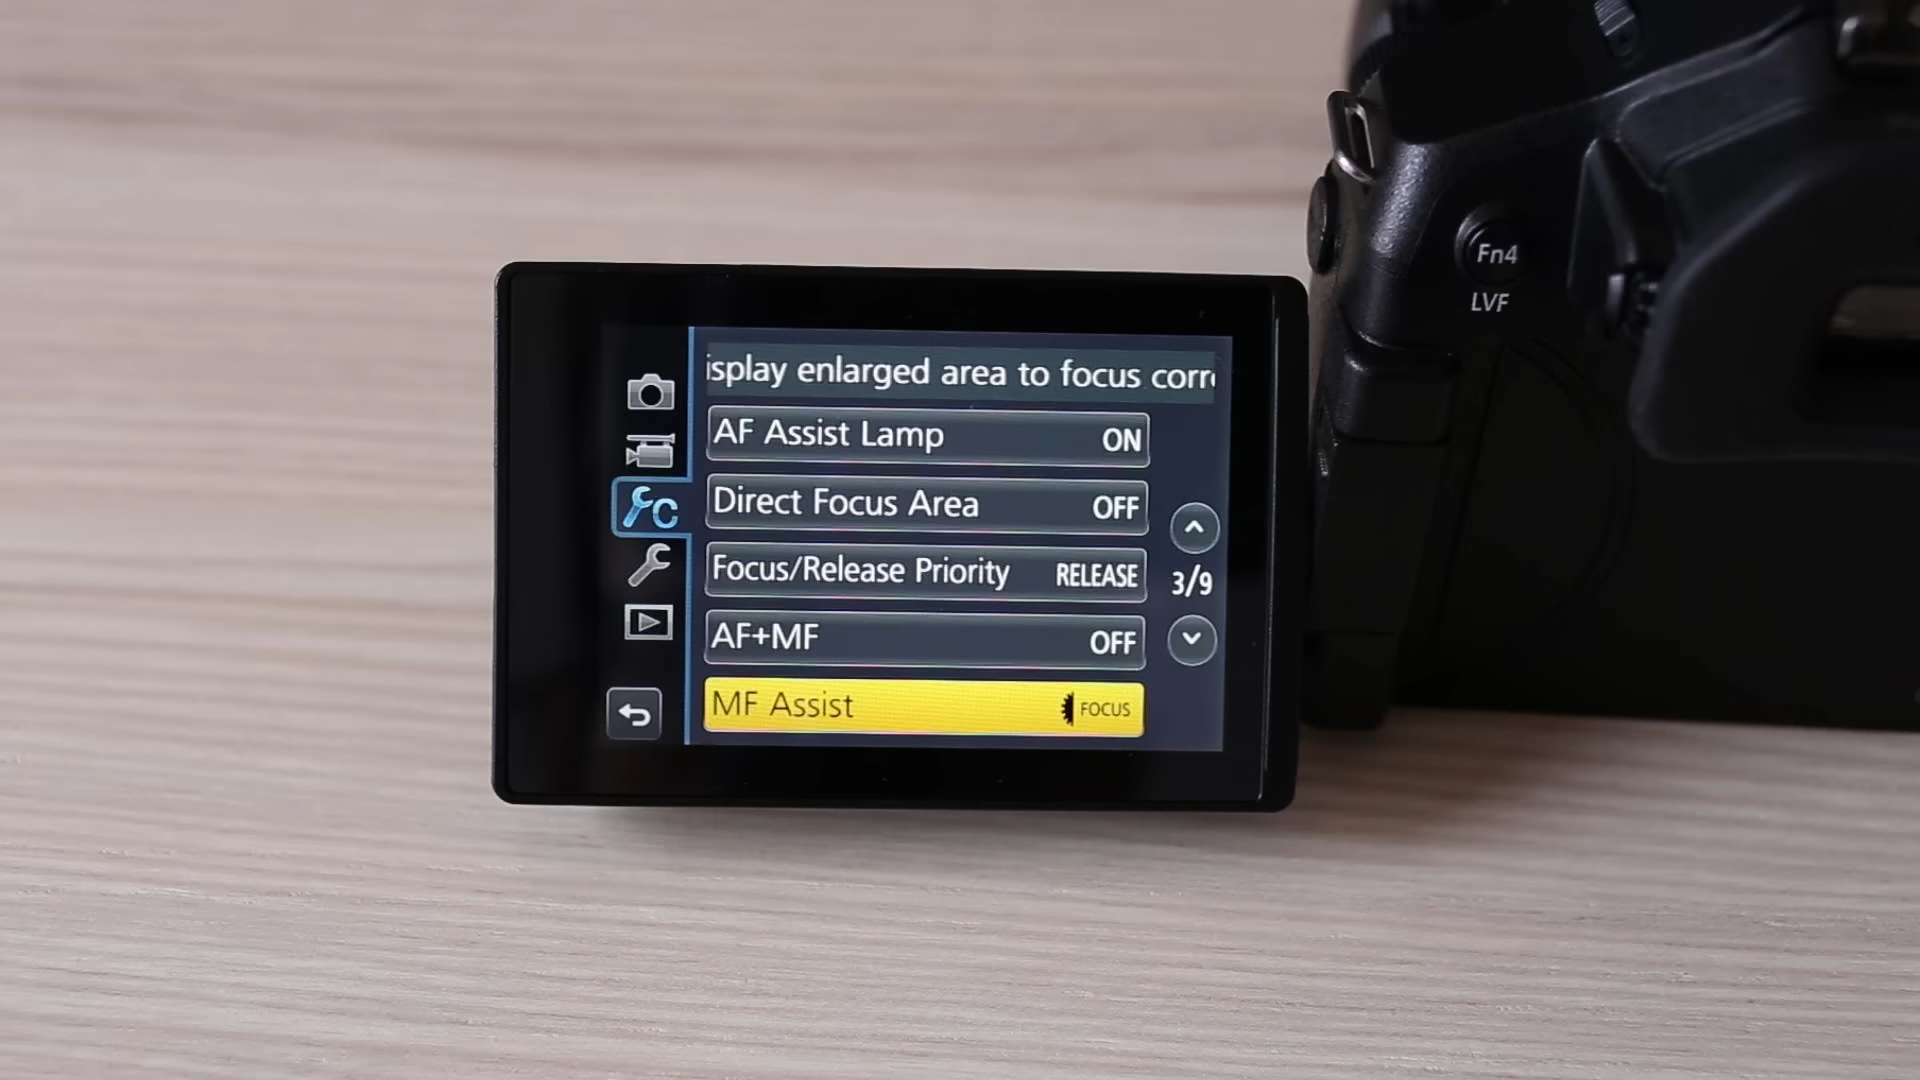 isplay enlarged area to focus corr
AF Assist Lamp ON
Direct Focus Area OFF
Focus/Release Priority RELEASE
AF+MF OFF
MF Assist FOCUS
3/9
C
Fn4
LVF